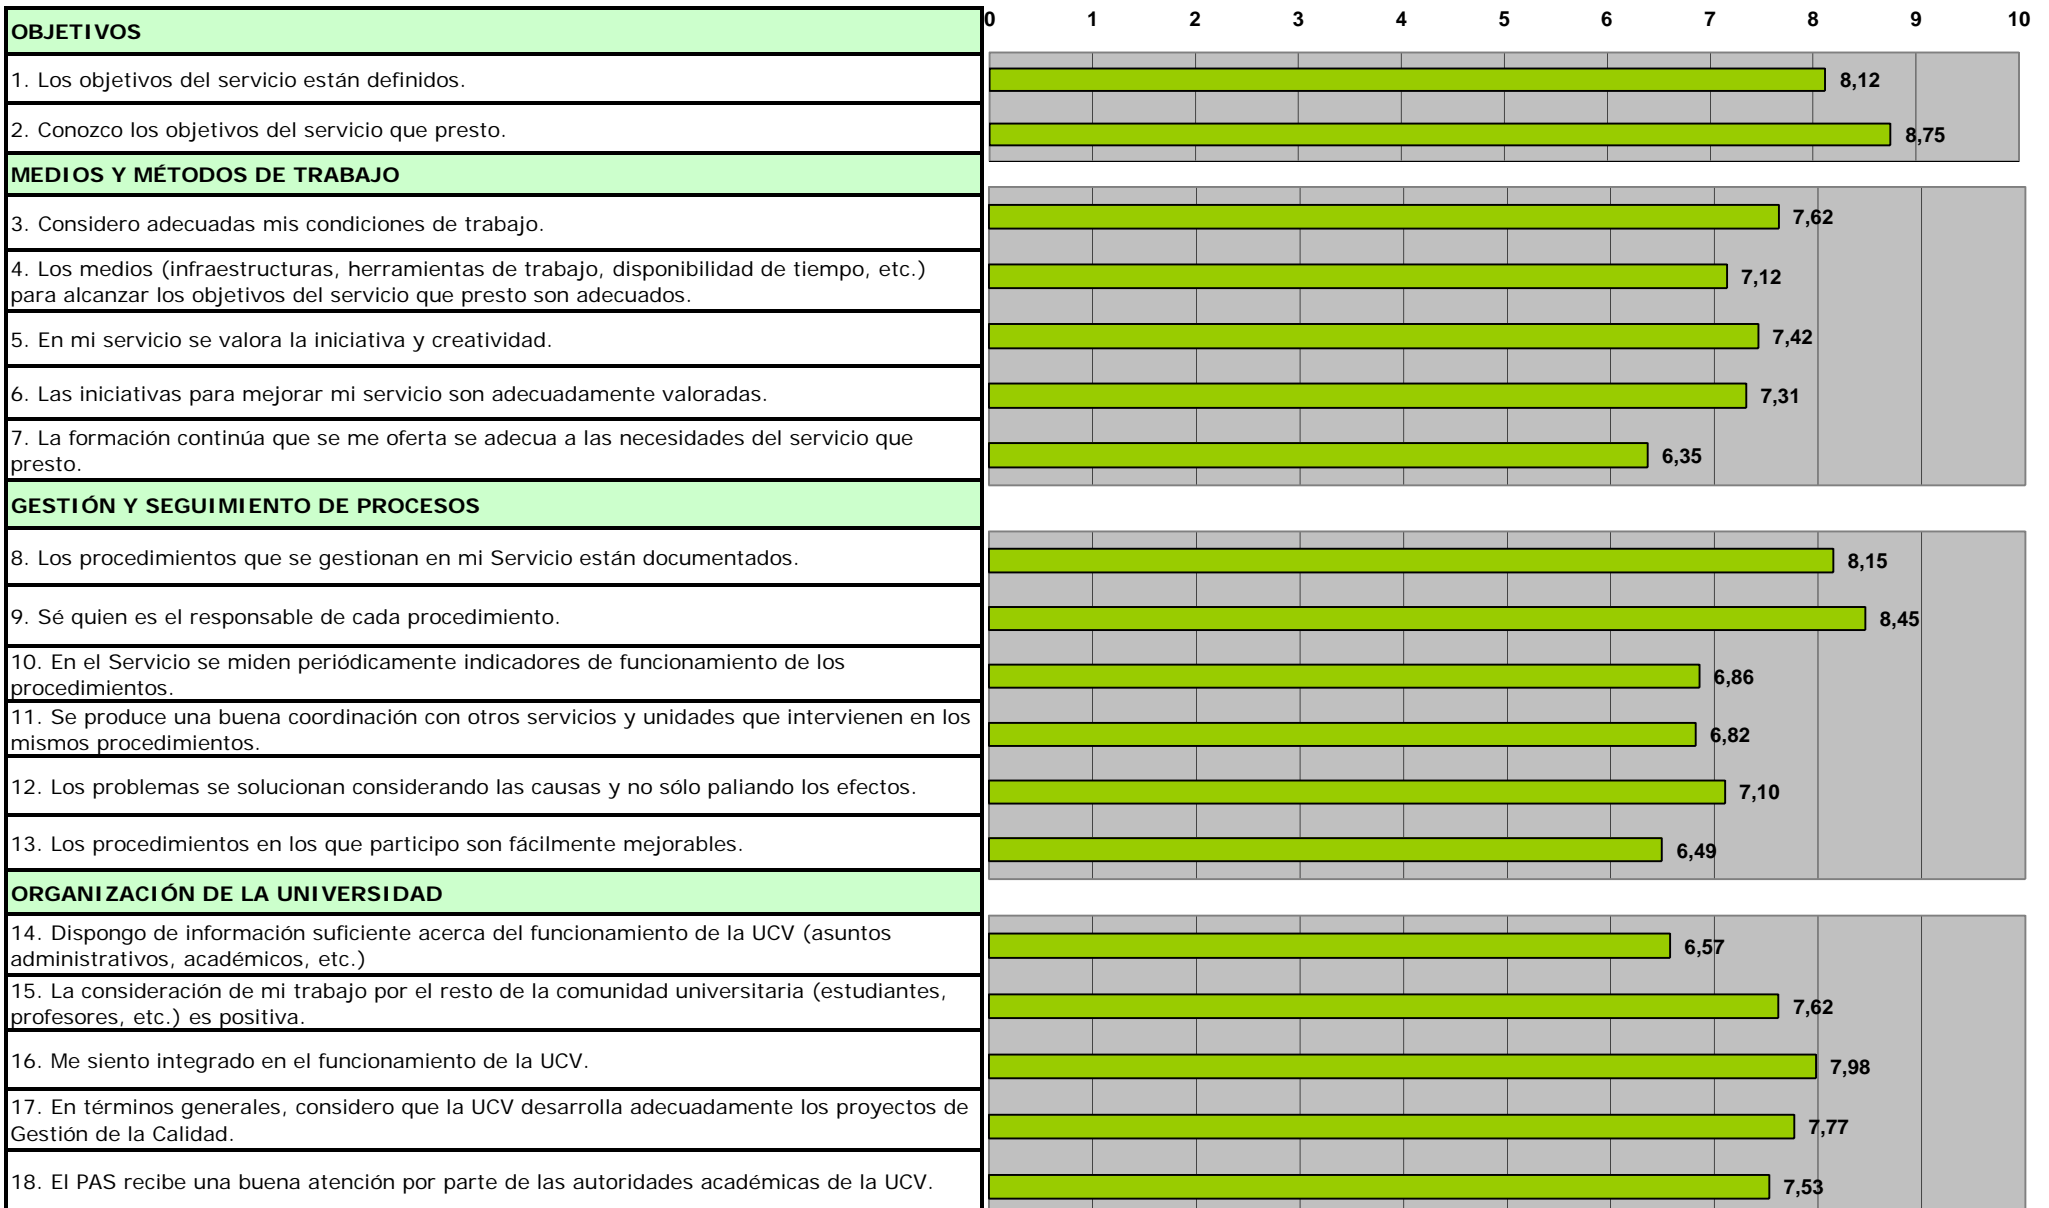 0 1 2 3 4 5 6 7 8 9 10
OBJETIVOS
1. Los objetivos del servicio están definidos.
8,12
2. Conozco los objetivos del servicio que presto.
8,75
MEDIOS Y MÉTODOS DE TRABAJO
3. Considero adecuadas mis condiciones de trabajo.
7,62
4. Los medios (infraestructuras, herramientas de trabajo, disponibilidad de tiempo, etc.)
para alcanzar los objetivos del servicio que presto son adecuados.
7,12
5. En mi servicio se valora la iniciativa y creatividad.
7,42
6. Las iniciativas para mejorar mi servicio son adecuadamente valoradas.
7,31
7. La formación continúa que se me oferta se adecua a las necesidades del servicio que
presto.
6,35
GESTIÓN Y SEGUIMIENTO DE PROCESOS
8. Los procedimientos que se gestionan en mi Servicio están documentados.
8,15
9. Sé quien es el responsable de cada procedimiento.
8,45
10. En el Servicio se miden periódicamente indicadores de funcionamiento de los
procedimientos.
6,86
11. Se produce una buena coordinación con otros servicios y unidades que intervienen en los
mismos procedimientos.
6,82
12. Los problemas se solucionan considerando las causas y no sólo paliando los efectos.
7,10
13. Los procedimientos en los que participo son fácilmente mejorables.
6,49
ORGANIZACIÓN DE LA UNIVERSIDAD
14. Dispongo de información suficiente acerca del funcionamiento de la UCV (asuntos
administrativos, académicos, etc.)
6,57
15. La consideración de mi trabajo por el resto de la comunidad universitaria (estudiantes,
profesores, etc.) es positiva.
7,62
16. Me siento integrado en el funcionamiento de la UCV.
7,98
17. En términos generales, considero que la UCV desarrolla adecuadamente los proyectos de
Gestión de la Calidad.
7,77
18. El PAS recibe una buena atención por parte de las autoridades académicas de la UCV.
7,53